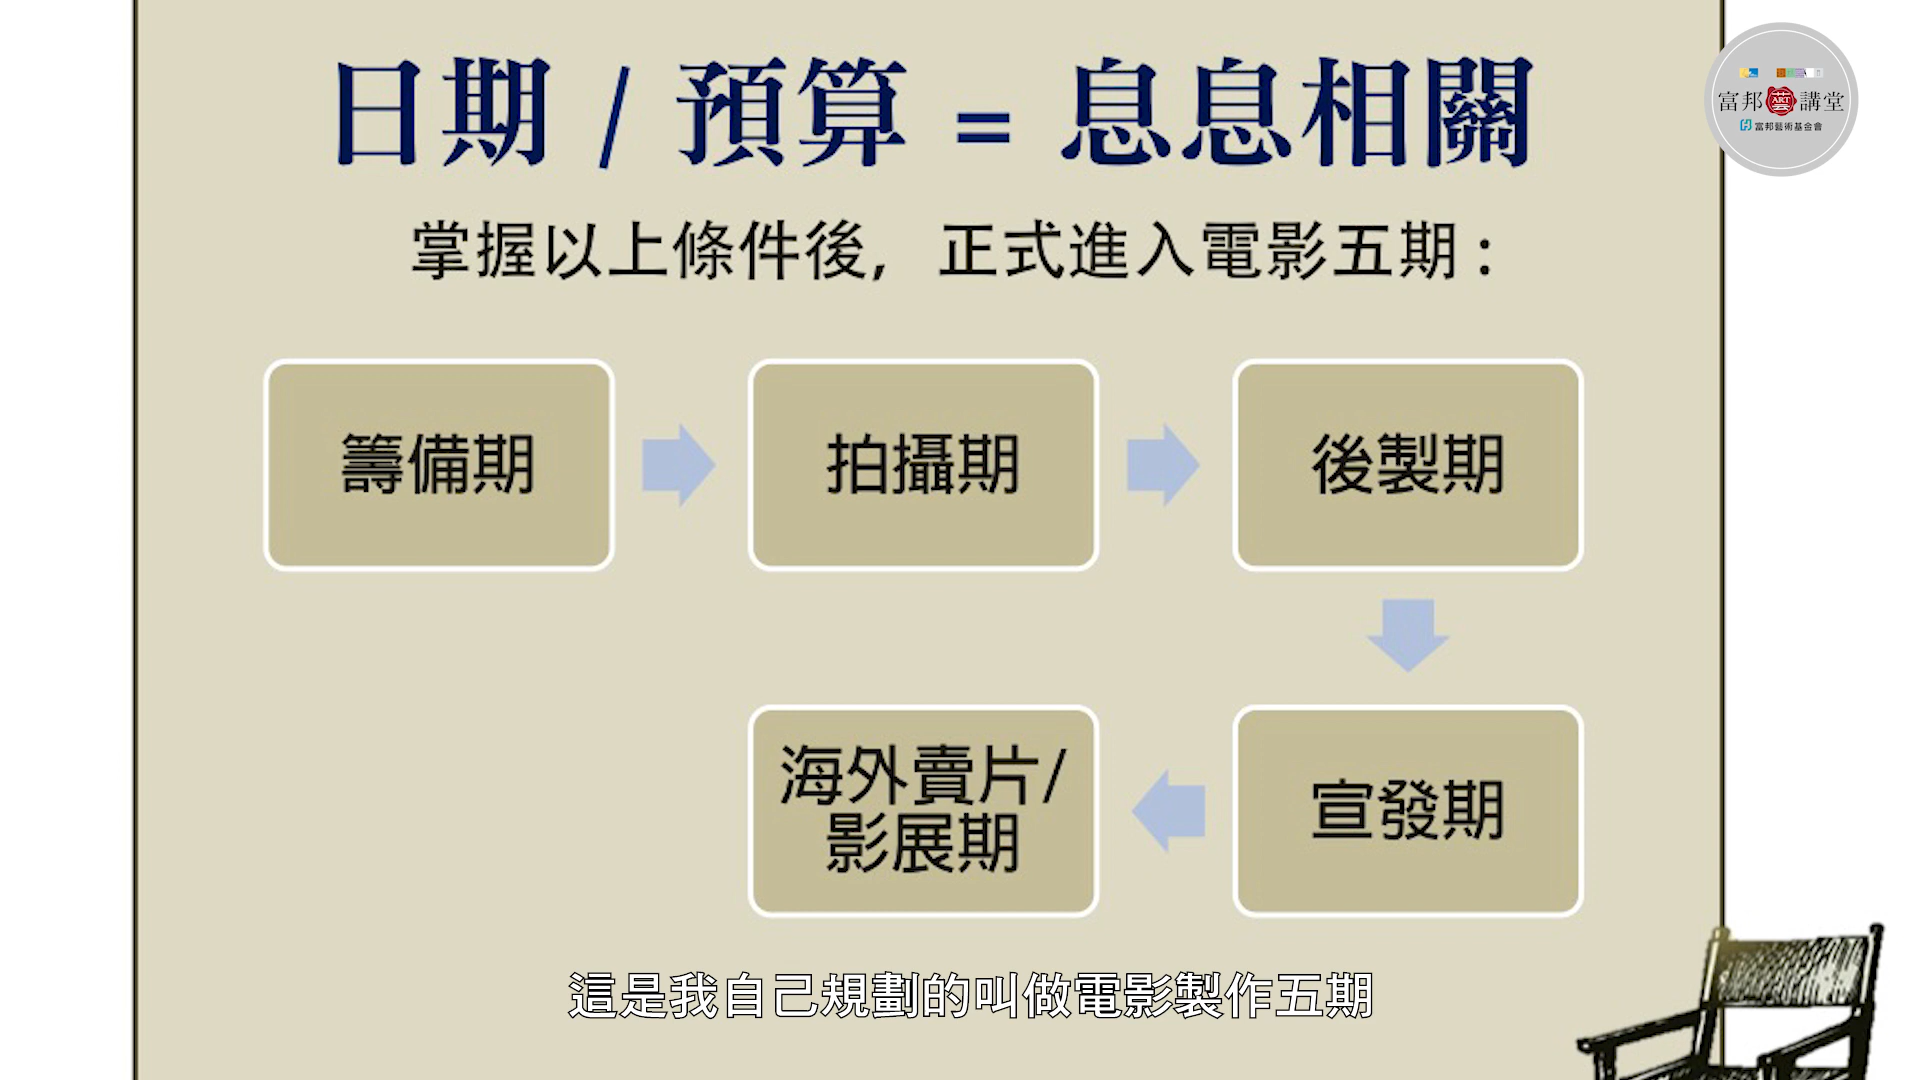 日期 / 預算 = 息息相關
富邦藝講堂
ART
富邦藝術基金會
掌握以上條件後，正式進入電影五期：
籌備期
拍攝期
後製期
海外賣片/
影展期
宣發期
這是我自己規劃的叫做電影製作五期